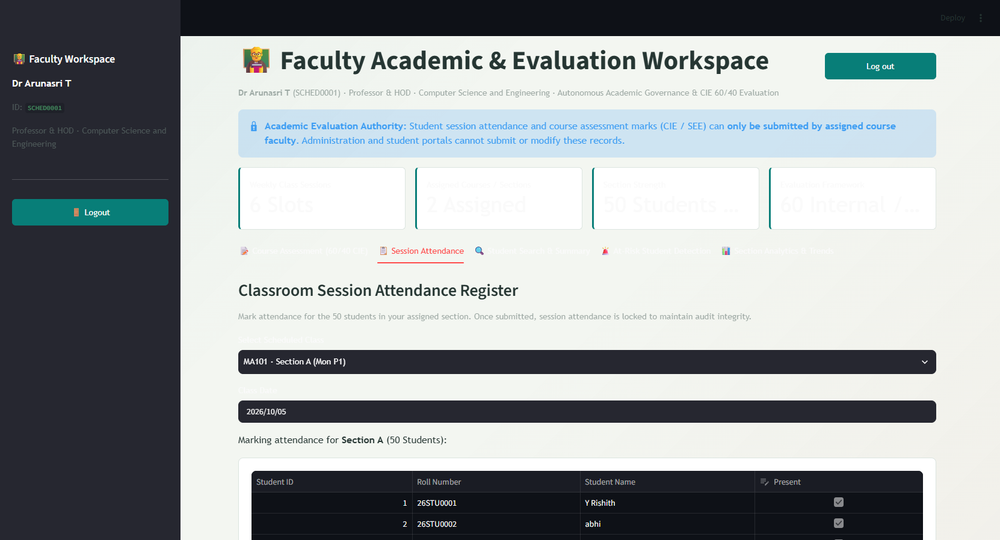 Deploy
Faculty Workspace
Dr Arunasri T
ID: SCHED0001
Professor & HOD · Computer Science and
Engineering
Logout
Faculty Academic & Evaluation Workspace
Log out
Dr Arunasri T (SCHED0001) · Professor & HOD · Computer Science and Engineering · Autonomous Academic Governance & CIE 60/40 Evaluation
Academic Evaluation Authority: Student session attendance and course assessment marks (CIE / SEE) can only be submitted by assigned course
faculty. Administration and student portals cannot submit or modify these records.
Weekly Class Sessions
6 Slots
Assigned Courses / Sections
2 Assigned
Section Strength
50 Students ...
Evaluation Framework
60 Internal /...
Course Assessment (60/40 CIE)
Session Attendance
Student Search & Summary
At-Risk Student Detection
Section Analytics & Trends
Classroom Session Attendance Register
Mark attendance for the 50 students in your assigned section. Once submitted, session attendance is locked to maintain audit integrity.
Select Scheduled Class
MA101 · Section A (Mon P1)
Class Date
2026/10/05
Marking attendance for Section A (50 Students):
Student ID Roll Number Student Name Present
1 26STU0001 Y Rishith
2 26STU0002 abhi